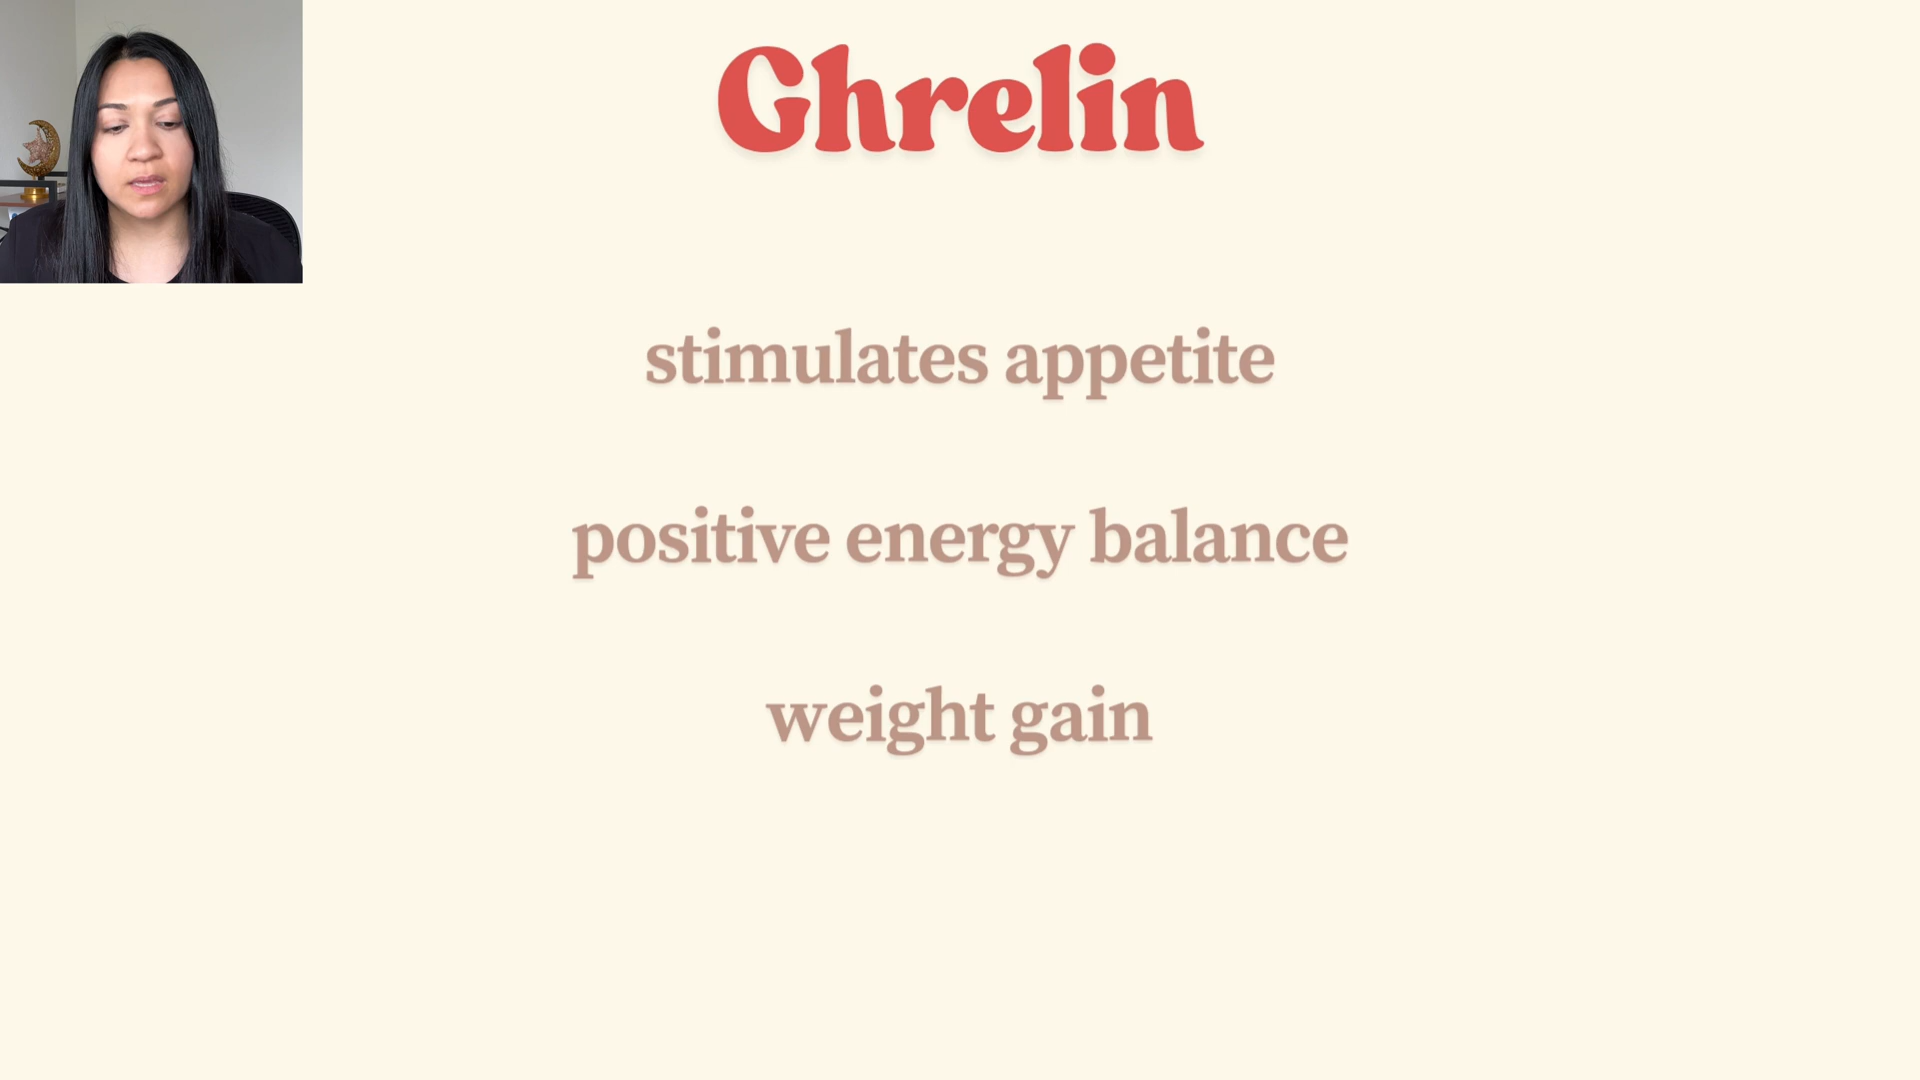 Ghrelin
stimulates appetite
positive energy balance
weight gain